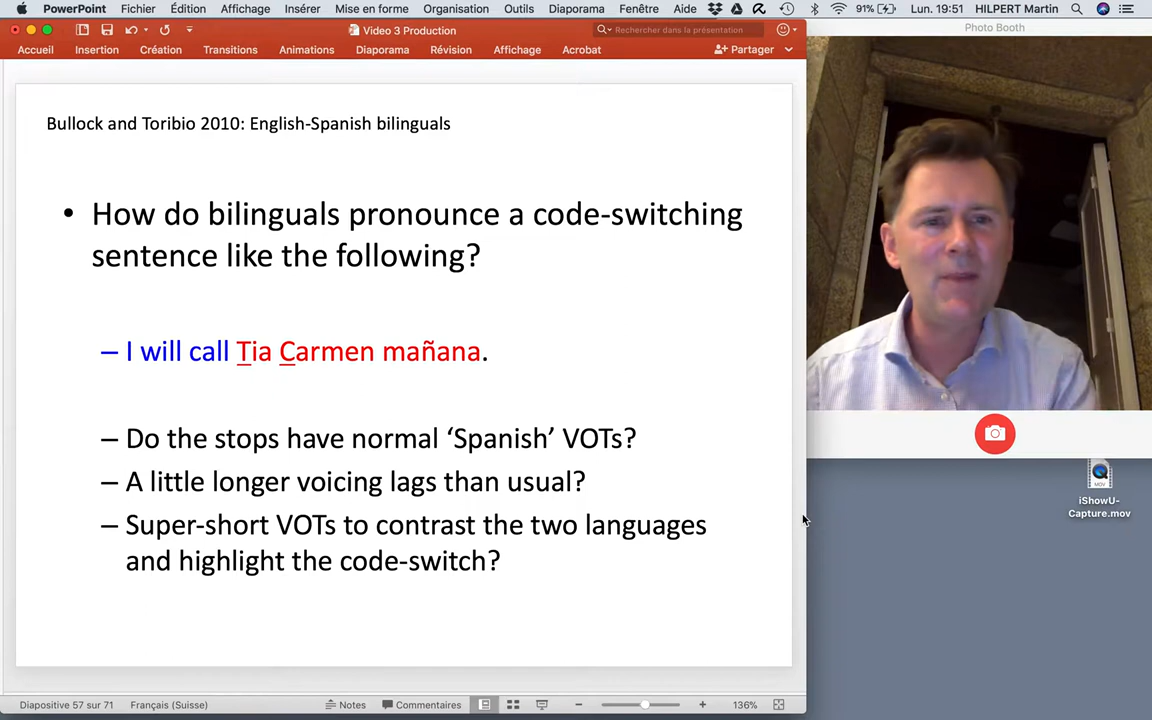 PowerPoint Fichier Édition Affichage Insérer Mise en forme Organisation Outils Diaporama Fenêtre Aide 91% Lun. 19:51 HILPERT Martin
Video 3 Production
Rechercher dans la présentation
Photo Booth
Accueil Insertion Création Transitions Animations Diaporama Révision Affichage Acrobat Partager
Bullock and Toribio 2010: English-Spanish bilinguals
• How do bilinguals pronounce a code-switching
sentence like the following?
– I will call Tia Carmen mañana.
– Do the stops have normal ‘Spanish’ VOTs?
– A little longer voicing lags than usual?
– Super-short VOTs to contrast the two languages
and highlight the code-switch?
MOV
iShowU-
Capture.mov
Diapositive 57 sur 71 Français (Suisse) Notes Commentaires 136%